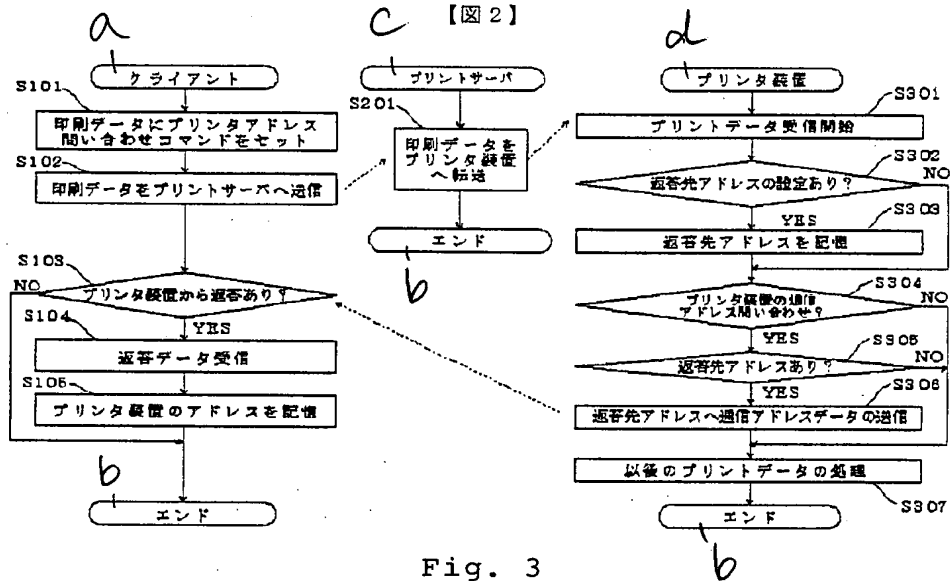 【図2】
a
クライアント
S101
印刷データにプリンタアドレス
問い合わせコマンドをセット
S102
印刷データをプリントサーバへ送信
S103
プリンタ装置から返答あり?
NO
YES
S104
返答データ受信
S105
プリンタ装置のアドレスを記憶
b
エンド
c
プリントサーバ
S201
印刷データを
プリンタ装置
へ転送
エンド
b
d
プリンタ装置
S301
プリントデータ受信開始
S302
返答先アドレスの設定あり?
NO
YES
S303
返答先アドレスを記憶
S304
プリンタ装置の通信
アドレス問い合わせ?
NO
YES
S305
返答先アドレスあり?
NO
YES
S306
返答先アドレスへ通信アドレスデータの送信
以後のプリントデータの処理
S307
エンド
b
Fig. 3